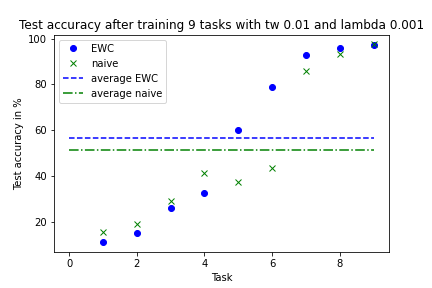 Test accuracy after training 9 tasks with tw 0.01 and lambda 0.001
100
80
60
40
20
Test accuracy in %
EWC
naive
average EWC
average naive
0 2 4 6 8
Task